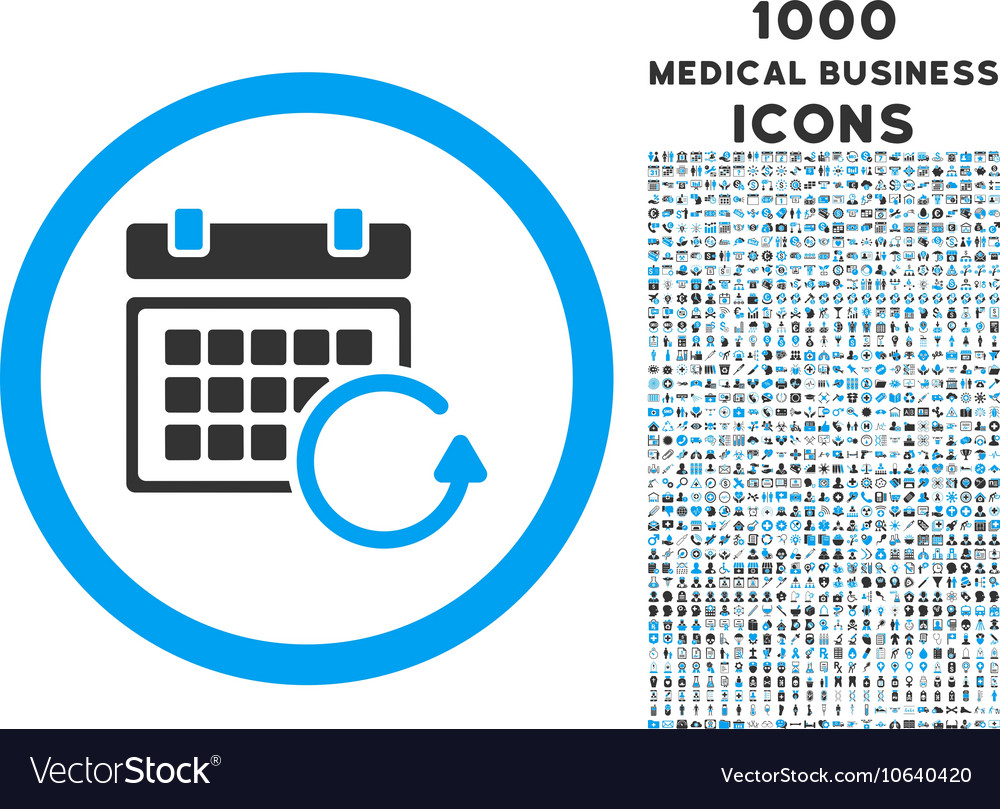 1000
MEDICAL BUSINESS
ICONS
VectorStock®
VectorStock.com/10640420